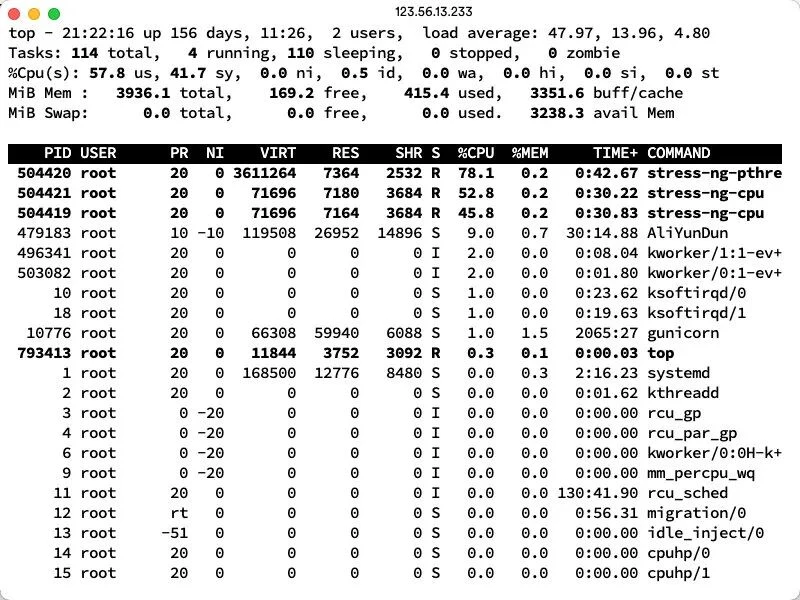 123.56.13.233
top - 21:22:16 up 156 days, 11:26,  2 users,  load average: 47.97, 13.96, 4.80
Tasks: 114 total,   4 running, 110 sleeping,   0 stopped,   0 zombie
%Cpu(s): 57.8 us, 41.7 sy,  0.0 ni,  0.5 id,  0.0 wa,  0.0 hi,  0.0 si,  0.0 st
MiB Mem :   3936.1 total,    169.2 free,    415.4 used,   3351.6 buff/cache
MiB Swap:      0.0 total,      0.0 free,      0.0 used.   3238.3 avail Mem
PID USER      PR  NI    VIRT    RES    SHR S  %CPU  %MEM     TIME+ COMMAND
504420 root      20   0 3611264   7364   2532 R  78.1   0.2   0:42.67 stress-ng-pthre
504421 root      20   0   71696   7180   3684 R  52.8   0.2   0:30.22 stress-ng-cpu
504419 root      20   0   71696   7164   3684 R  45.8   0.2   0:30.83 stress-ng-cpu
479183 root      10 -10  119508  26952  14896 S   9.0   0.7  30:14.88 AliYunDun
496341 root      20   0       0      0      0 I   2.0   0.0   0:08.04 kworker/1:1-ev+
503082 root      20   0       0      0      0 I   2.0   0.0   0:01.80 kworker/0:1-ev+
10 root      20   0       0      0      0 S   1.0   0.0   0:23.62 ksoftirqd/0
18 root      20   0       0      0      0 S   1.0   0.0   0:19.63 ksoftirqd/1
10776 root      20   0   66308  59940   6088 S   1.0   1.5   2065:27 gunicorn
793413 root      20   0   11844   3752   3092 R   0.3   0.1   0:00.03 top
1 root      20   0  168500  12776   8480 S   0.0   0.3   2:16.23 systemd
2 root      20   0       0      0      0 S   0.0   0.0   0:01.62 kthreadd
3 root       0 -20       0      0      0 I   0.0   0.0   0:00.00 rcu_gp
4 root       0 -20       0      0      0 I   0.0   0.0   0:00.00 rcu_par_gp
6 root       0 -20       0      0      0 I   0.0   0.0   0:00.00 kworker/0:0H-k+
9 root       0 -20       0      0      0 I   0.0   0.0   0:00.00 mm_percpu_wq
11 root      20   0       0      0      0 I   0.0   0.0 130:41.90 rcu_sched
12 root      rt   0       0      0      0 S   0.0   0.0   0:56.31 migration/0
13 root     -51   0       0      0      0 S   0.0   0.0   0:00.00 idle_inject/0
14 root      20   0       0      0      0 S   0.0   0.0   0:00.00 cpuhp/0
15 root      20   0       0      0      0 S   0.0   0.0   0:00.00 cpuhp/1